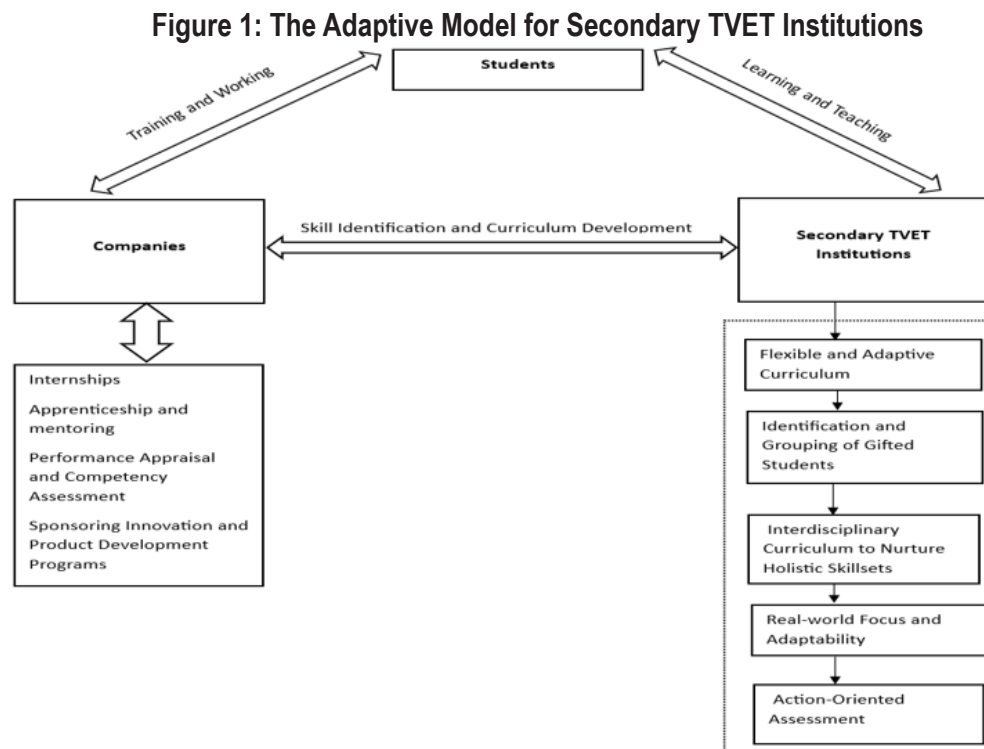 Figure 1: The Adaptive Model for Secondary TVET Institutions
Students
Training and Working
Learning and Teaching
Companies
Skill Identification and Curriculum Development
Secondary TVET
Institutions
Internships
Apprenticeship and
mentoring
Performance Appraisal
and Competency
Assessment
Sponsoring Innovation and
Product Development
Programs
Flexible and Adaptive
Curriculum
Identification and
Grouping of Gifted
Students
Interdisciplinary
Curriculum to Nurture
Holistic Skillsets
Real-world Focus and
Adaptability
Action-Oriented
Assessment